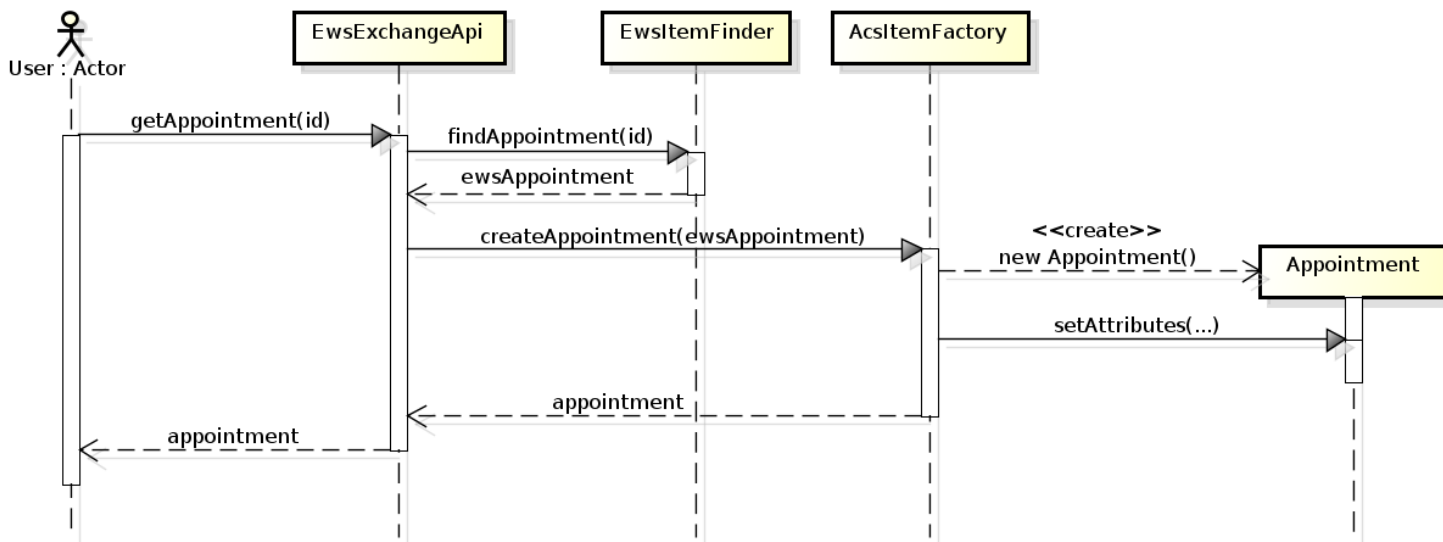 EwsExchangeApi
EwsItemFinder
AcsItemFactory
User : Actor
getAppointment(id)
findAppointment(id)
ewsAppointment
createAppointment(ewsAppointment)
<<create>>
new Appointment()
Appointment
setAttributes(...)
appointment
appointment